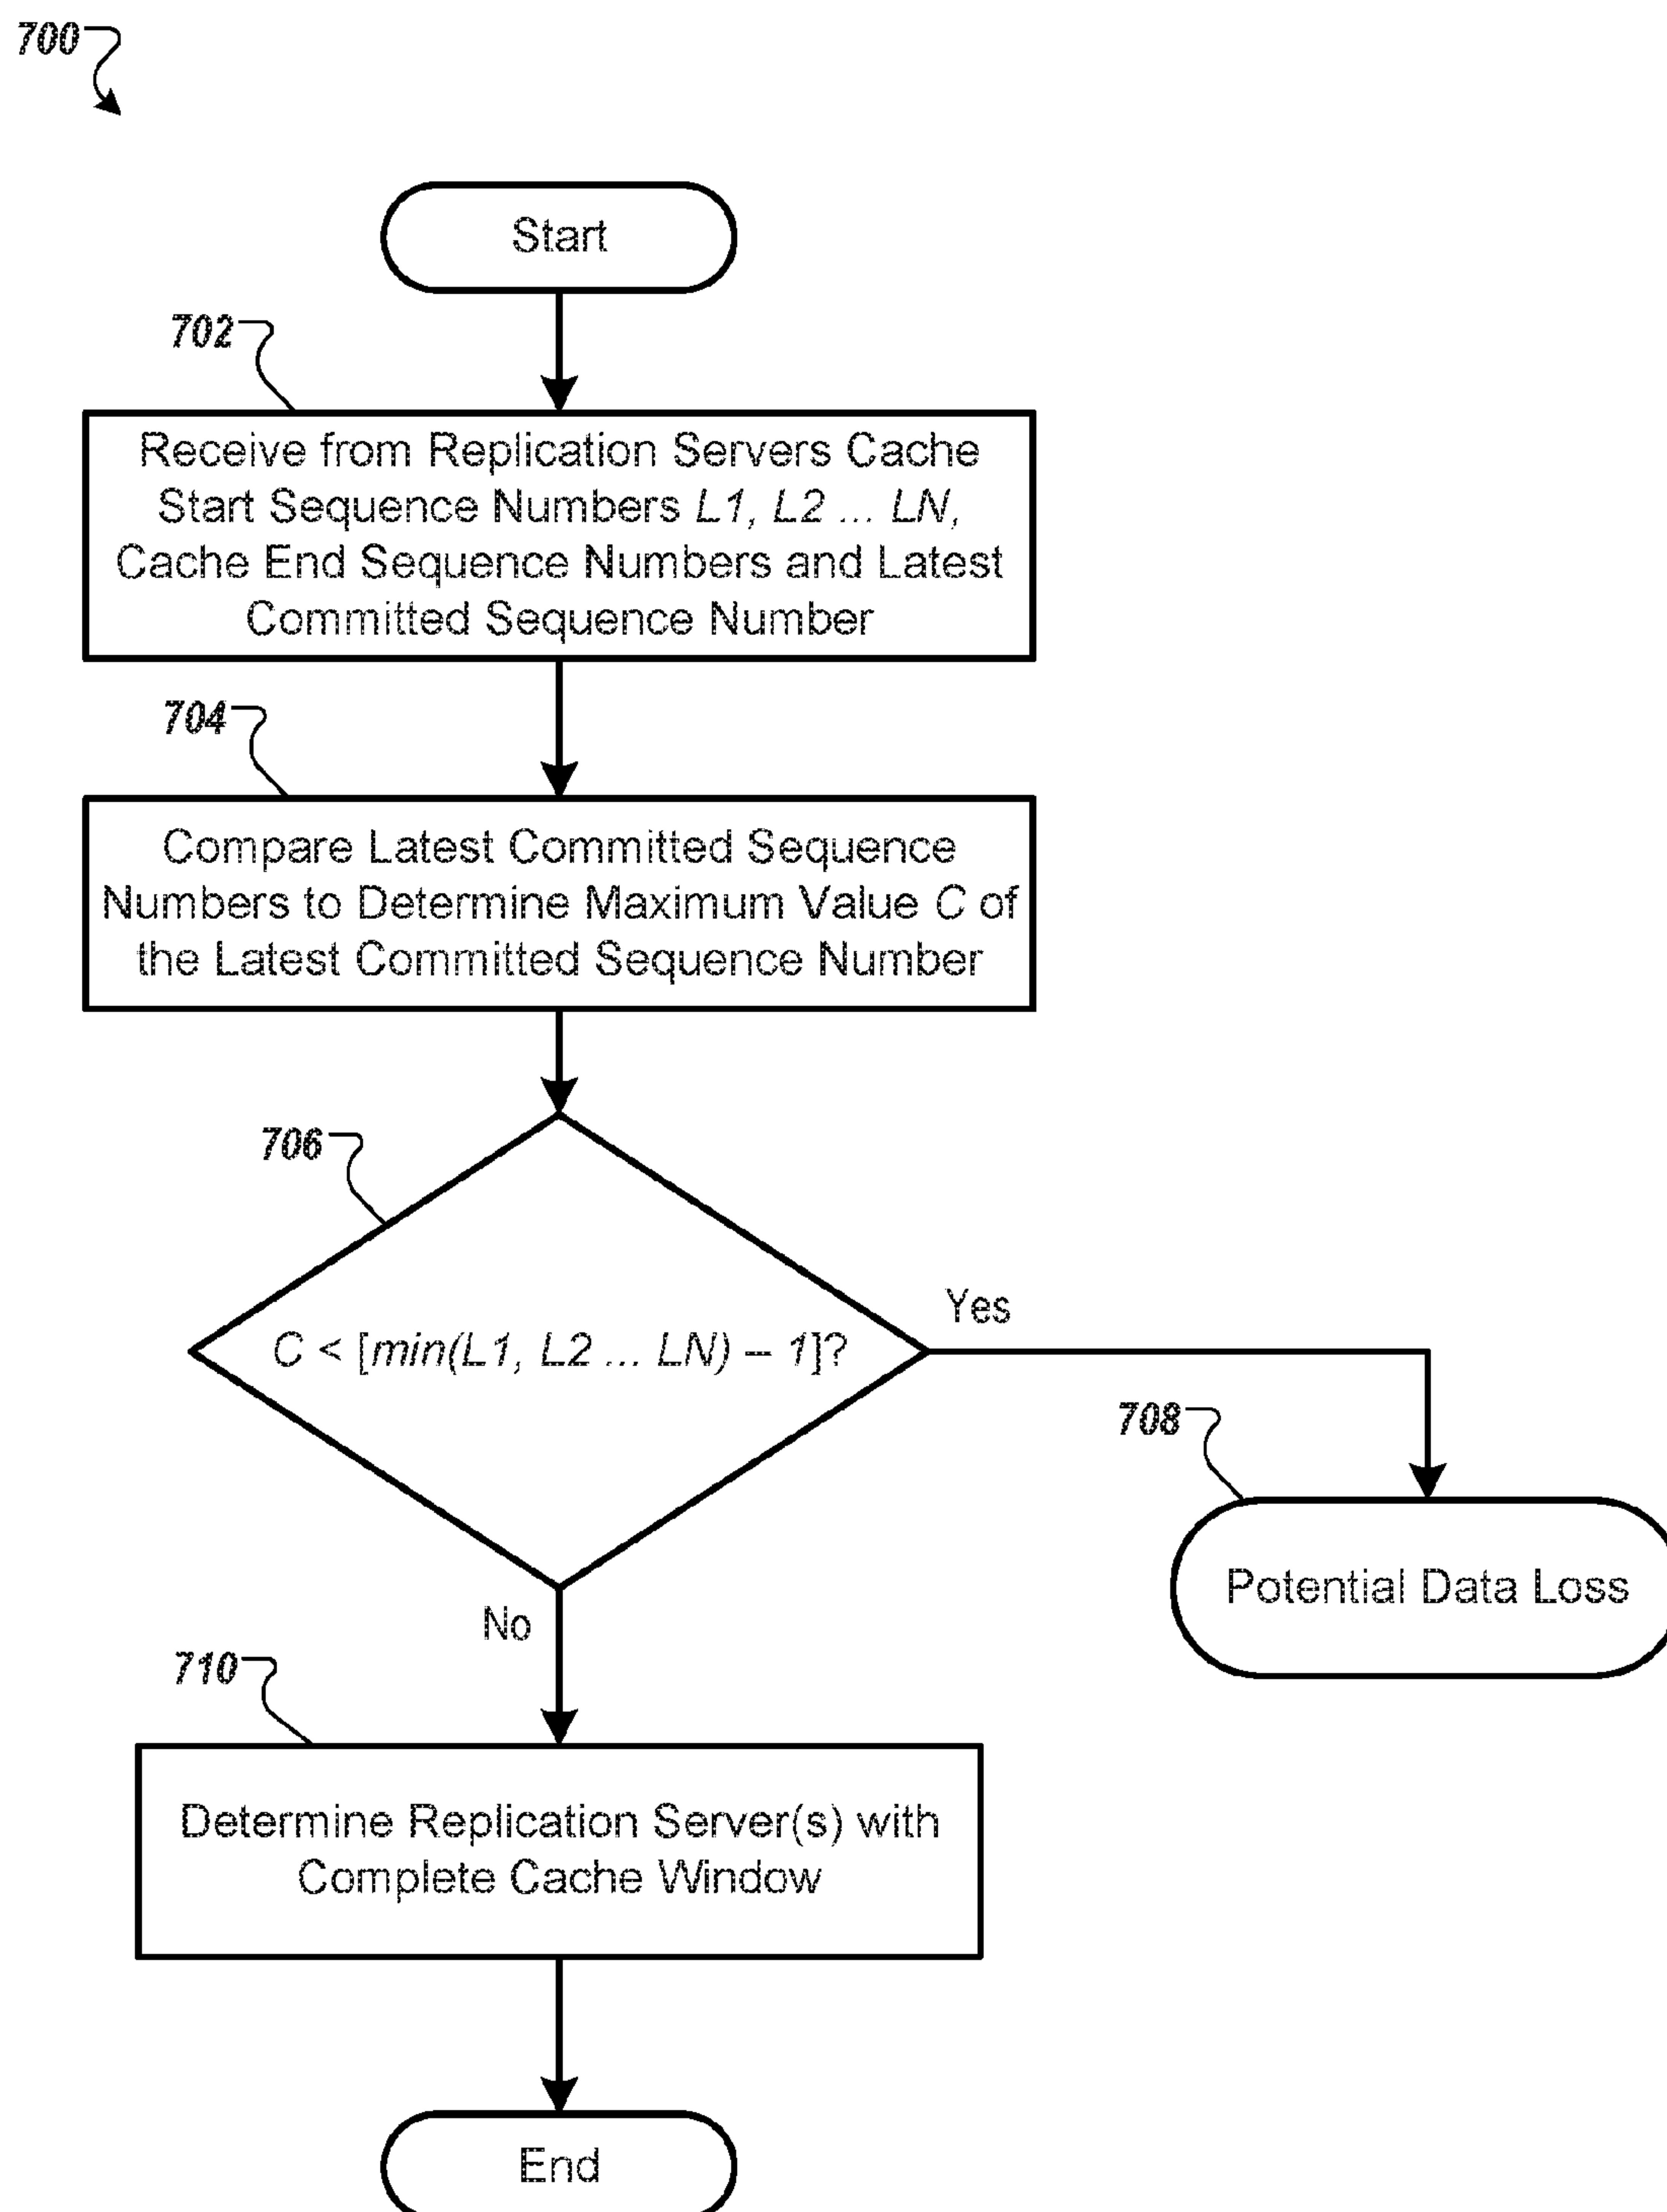 700
Start
702
Receive from Replication Servers Cache
Start Sequence Numbers L1, L2 ... LN,
Cache End Sequence Numbers and Latest
Committed Sequence Number
704
Compare Latest Committed Sequence
Numbers to Determine Maximum Value C of
the Latest Committed Sequence Number
706
C < [min(L1, L2 ... LN) -- 1]?
Yes
708
Potential Data Loss
No
710
Determine Replication Server(s) with
Complete Cache Window
End